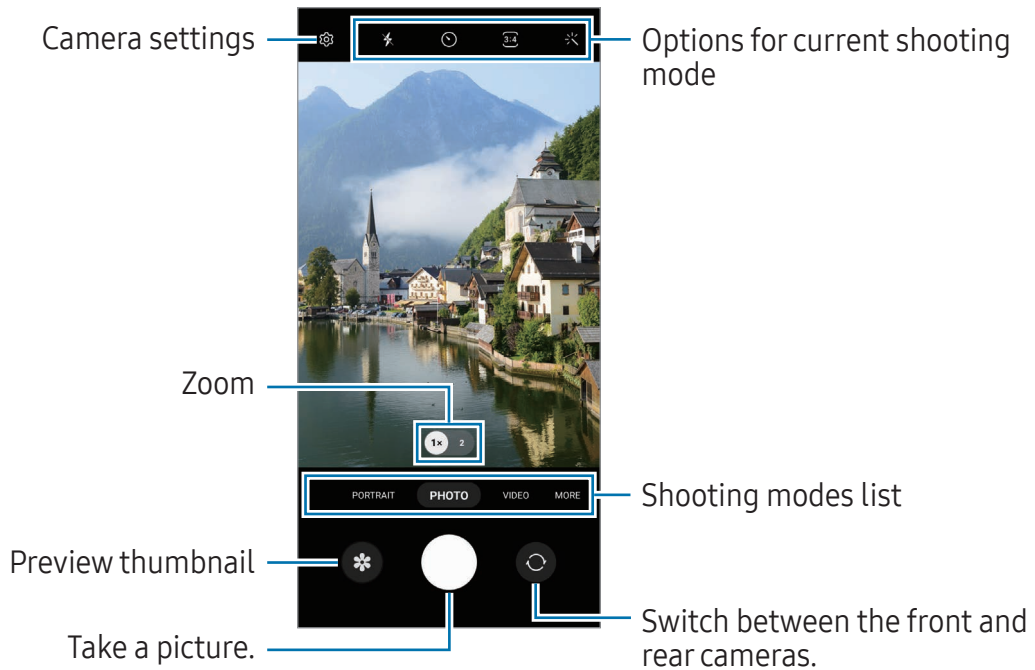 Camera settings
3:4
Options for current shooting
mode
Zoom
1× 2
PORTRAIT PHOTO VIDEO MORE
Shooting modes list
Preview thumbnail
Take a picture.
Switch between the front and
rear cameras.